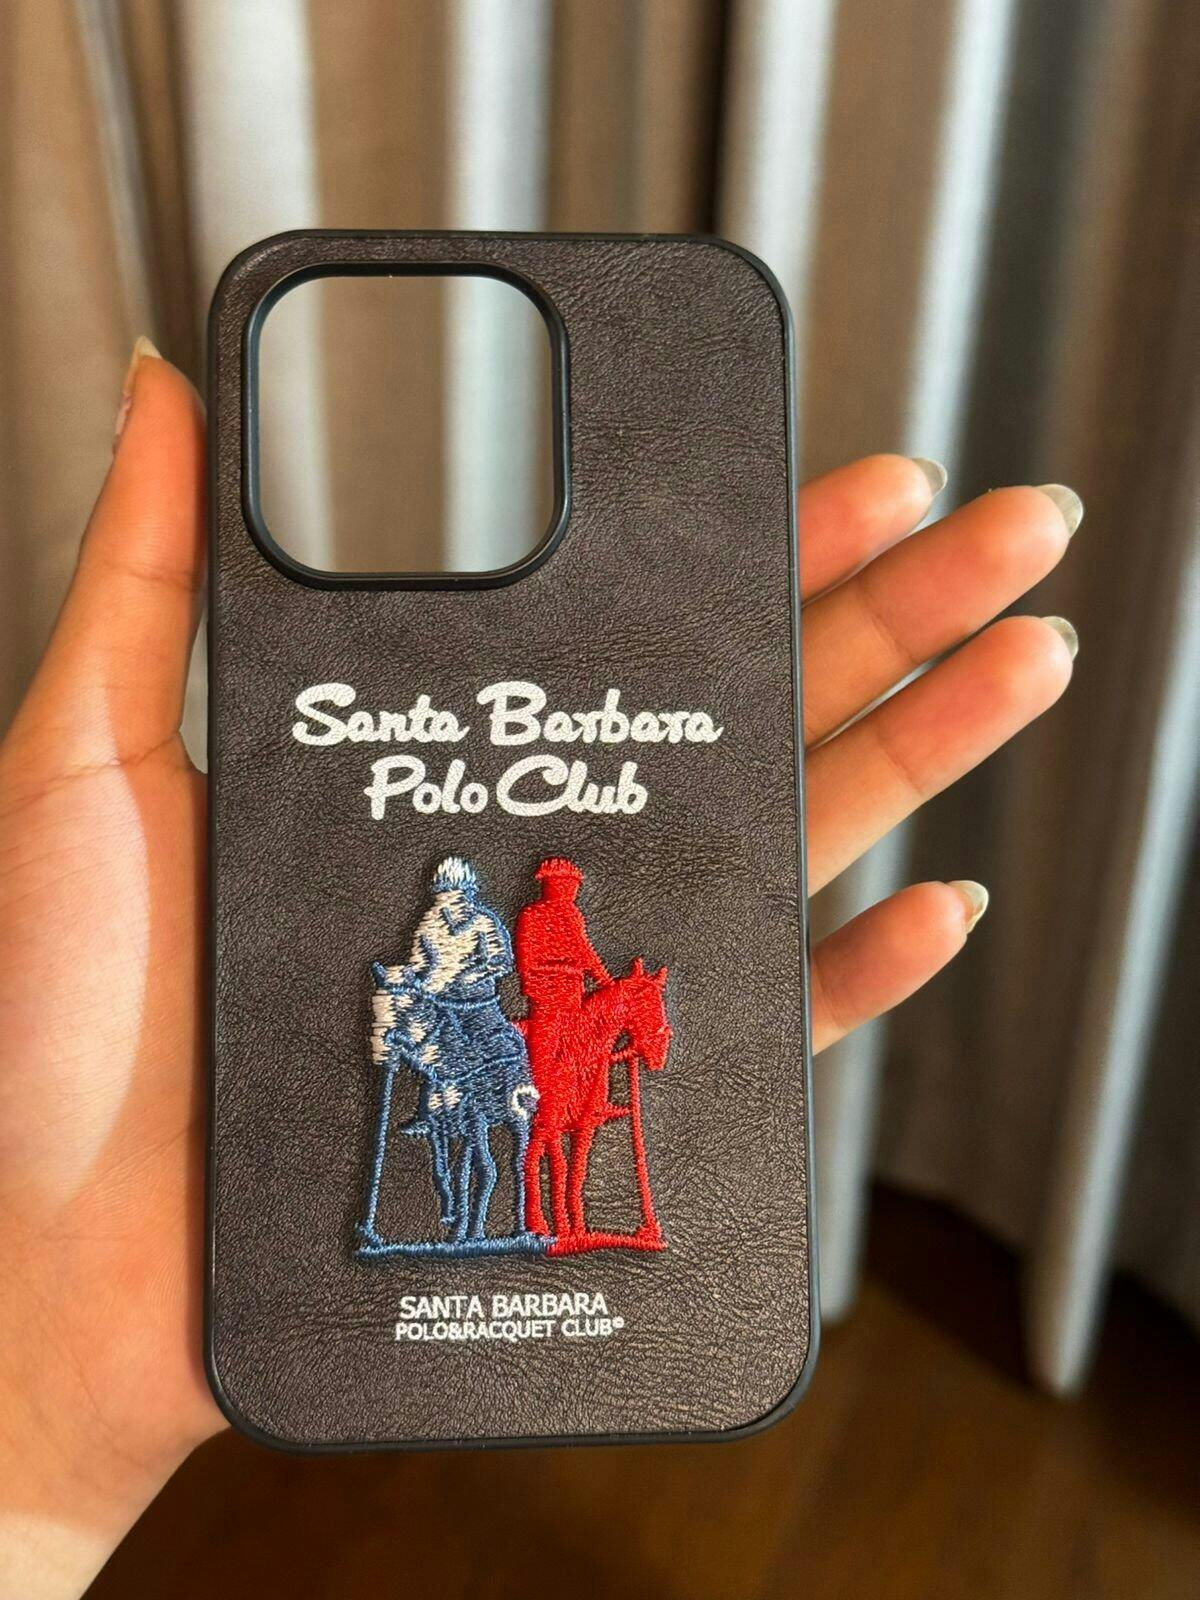 Santa Barbara
Polo Club
SANTA BARBARA
POLO&RACQUET CLUB®